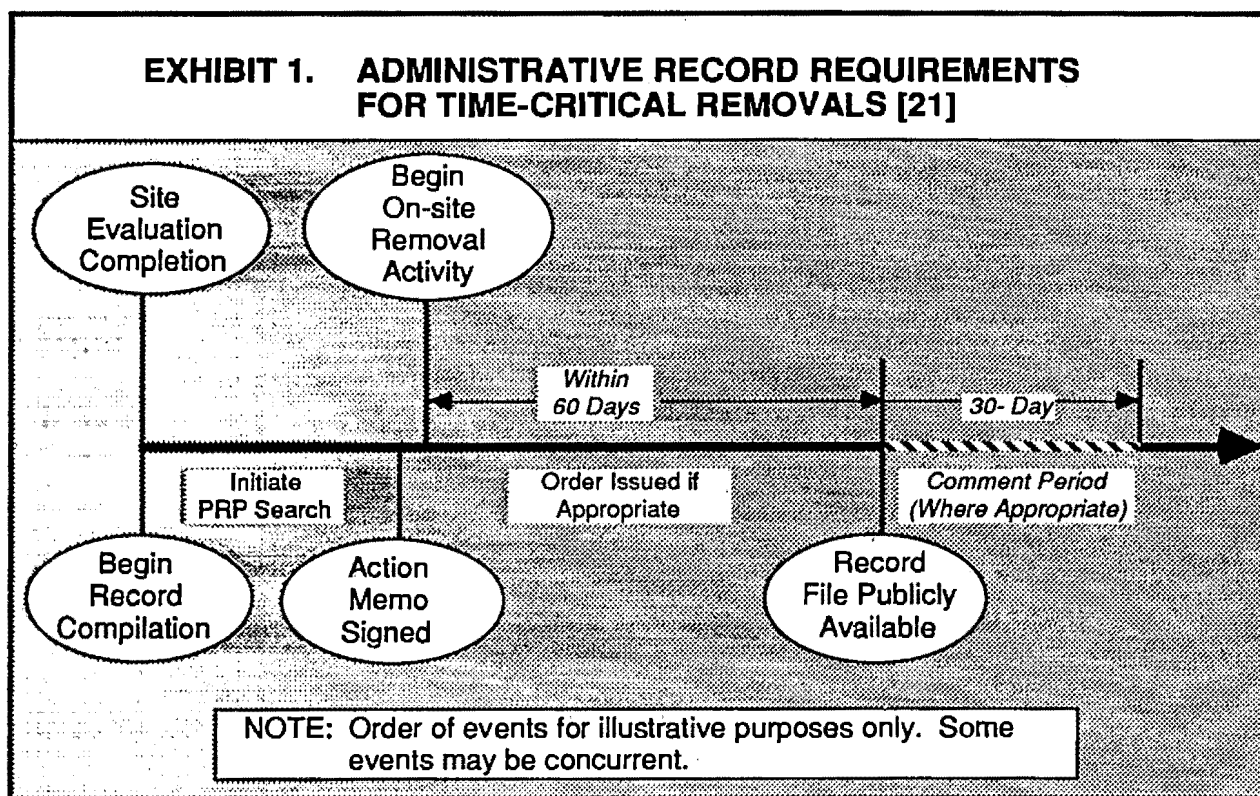 EXHIBIT 1. ADMINISTRATIVE RECORD REQUIREMENTS
FOR TIME-CRITICAL REMOVALS [21]
Site
Evaluation
Completion
Begin
On-site
Removal
Activity
Within
60 Days
30- Day
Initiate
PRP Search
Order Issued if
Appropriate
Comment Period
(Where Appropriate)
Begin
Record
Compilation
Action
Memo
Signed
Record
File Publicly
Available
NOTE: Order of events for illustrative purposes only. Some
events may be concurrent.